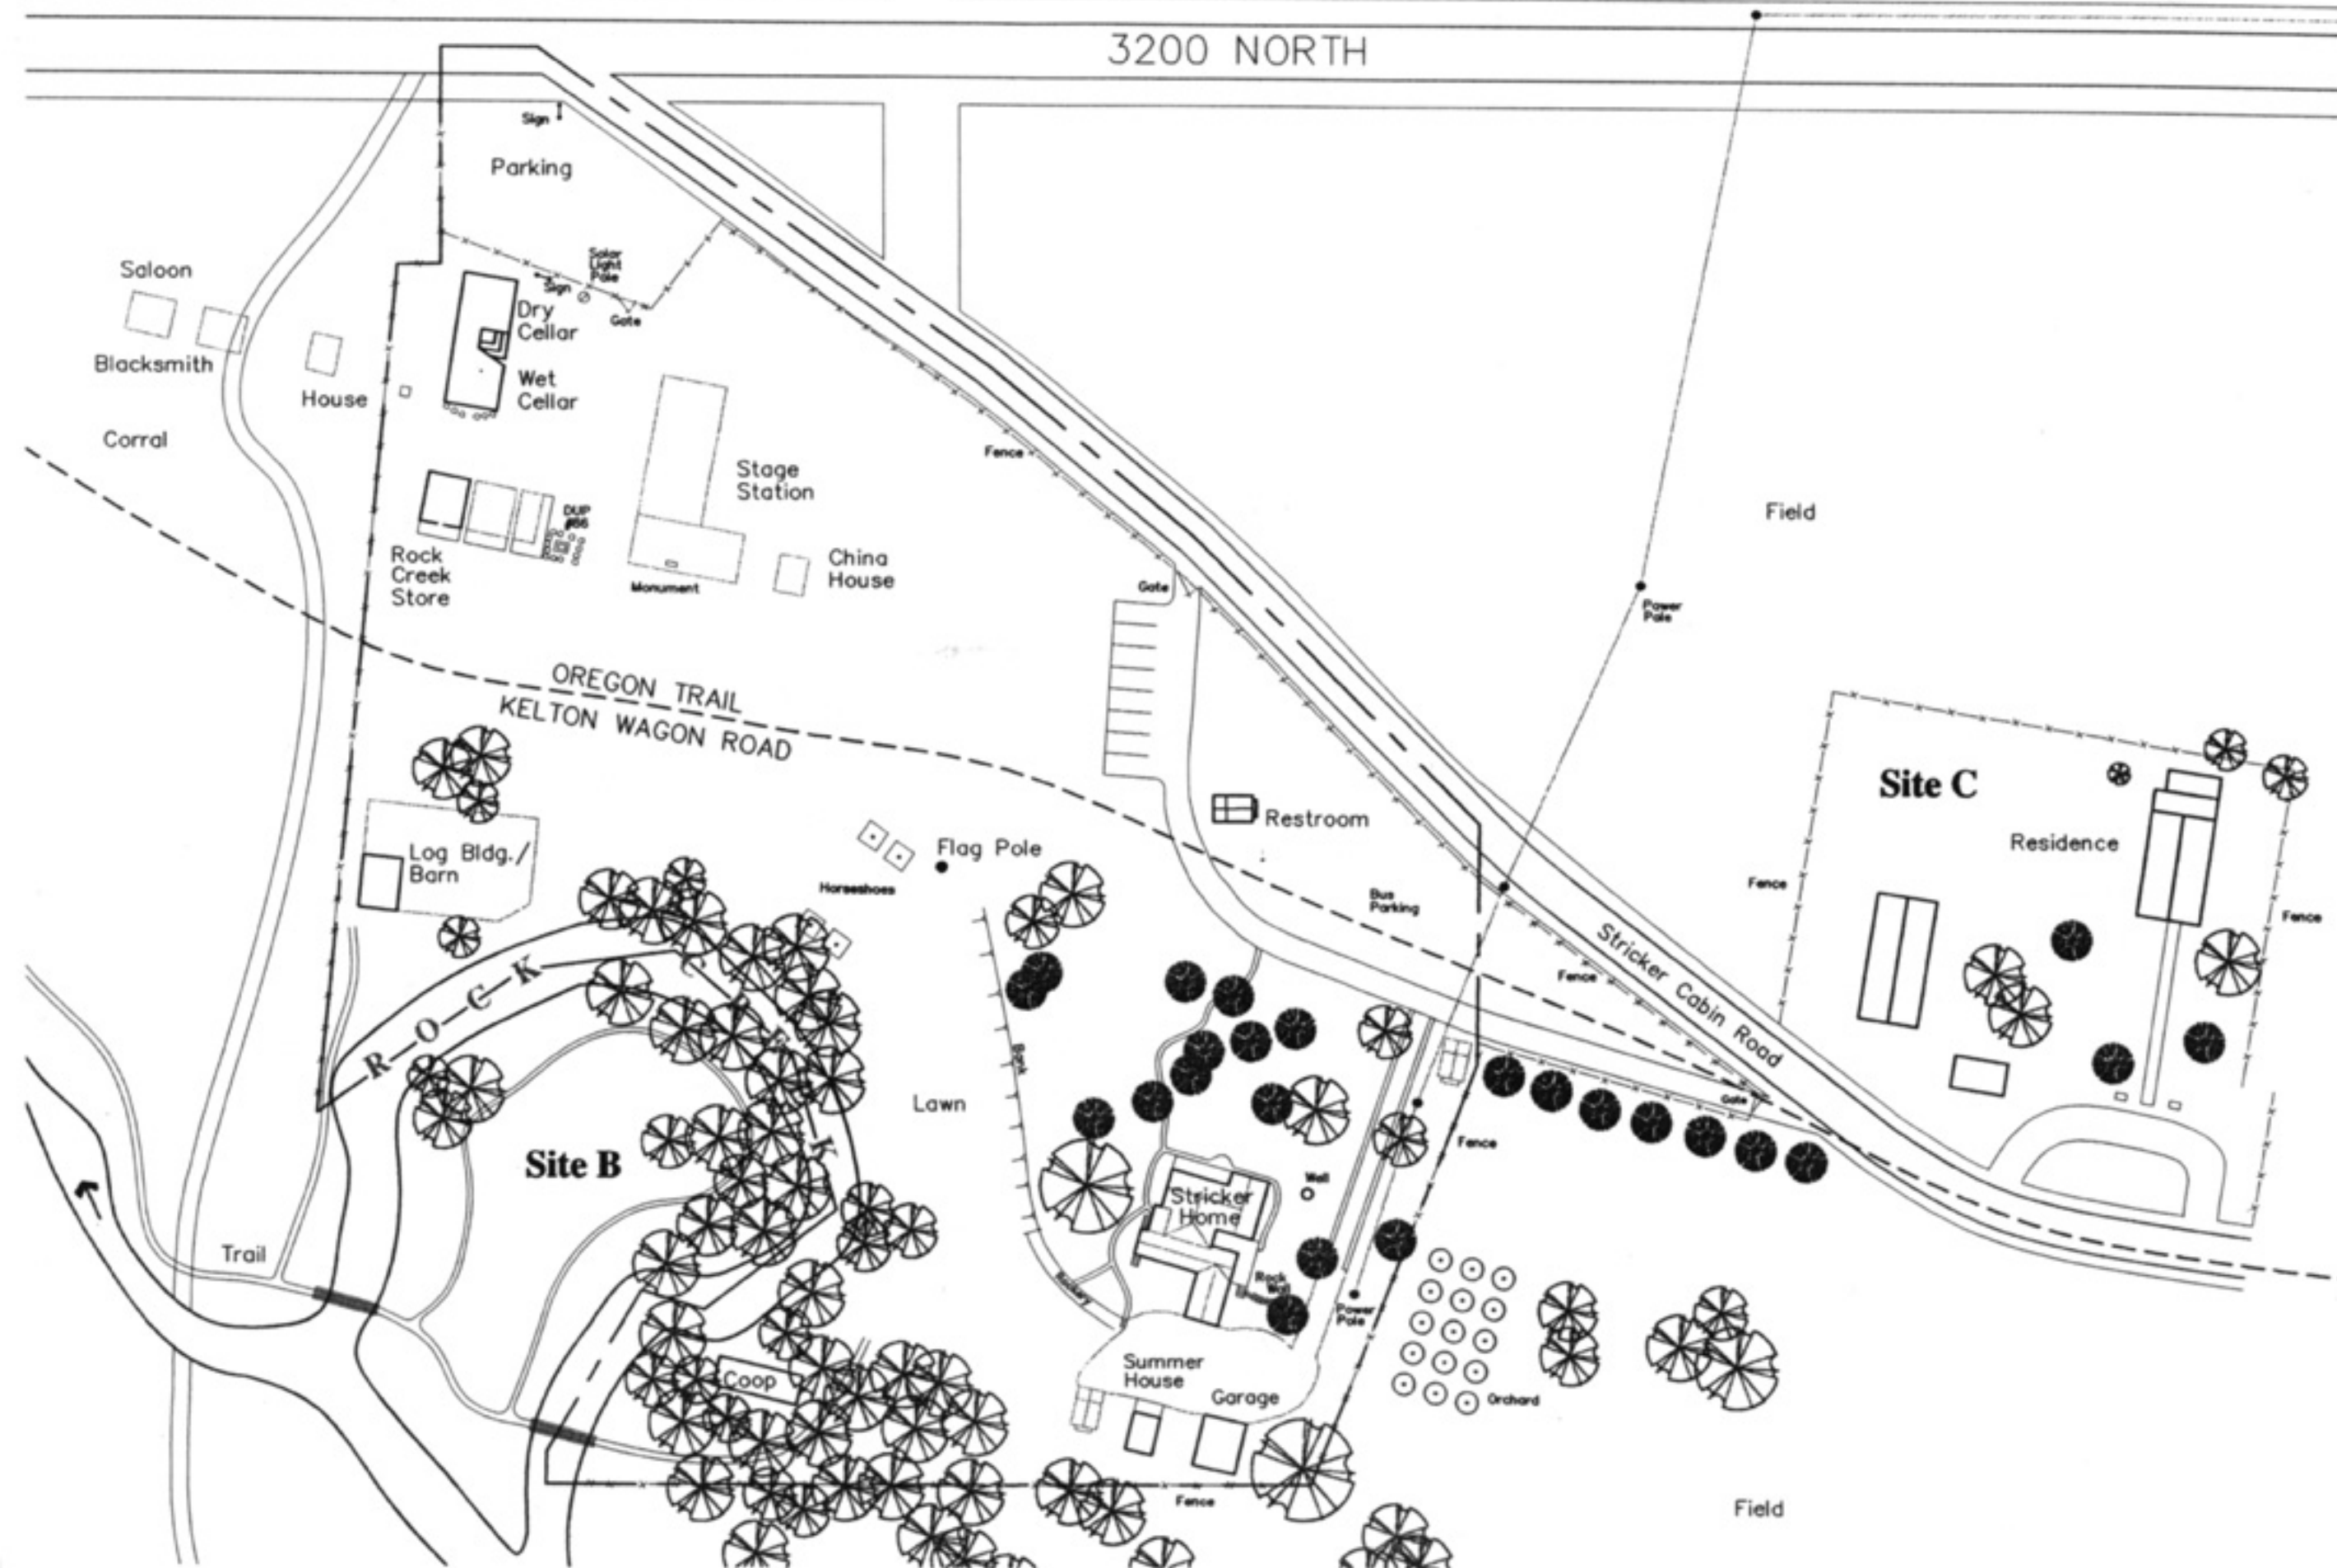 3200 NORTH
Sign
Parking
Saloon
Solar
Light
Pole
Sign
Dry
Cellar
Gate
Blacksmith
Wet
Cellar
House
Corral
Fence
Stage
Station
Field
DUP
#86
Rock
Creek
Store
China
House
Monument
Gate
Power
Pole
OREGON TRAIL
KELTON WAGON ROAD
Site C
Restroom
Residence
Log Bldg./
Barn
Flag Pole
Horseshoes
Fence
Bus
Parking
Fence
Stricker Cabin Road
Fence
ROCK
Bank
Lawn
Gate
Fence
Site B
Well
Stricker
Home
Trail
Rockery
Rock
Wall
Power
Pole
Summer
House
Coop
Garage
Orchard
Fence
Field